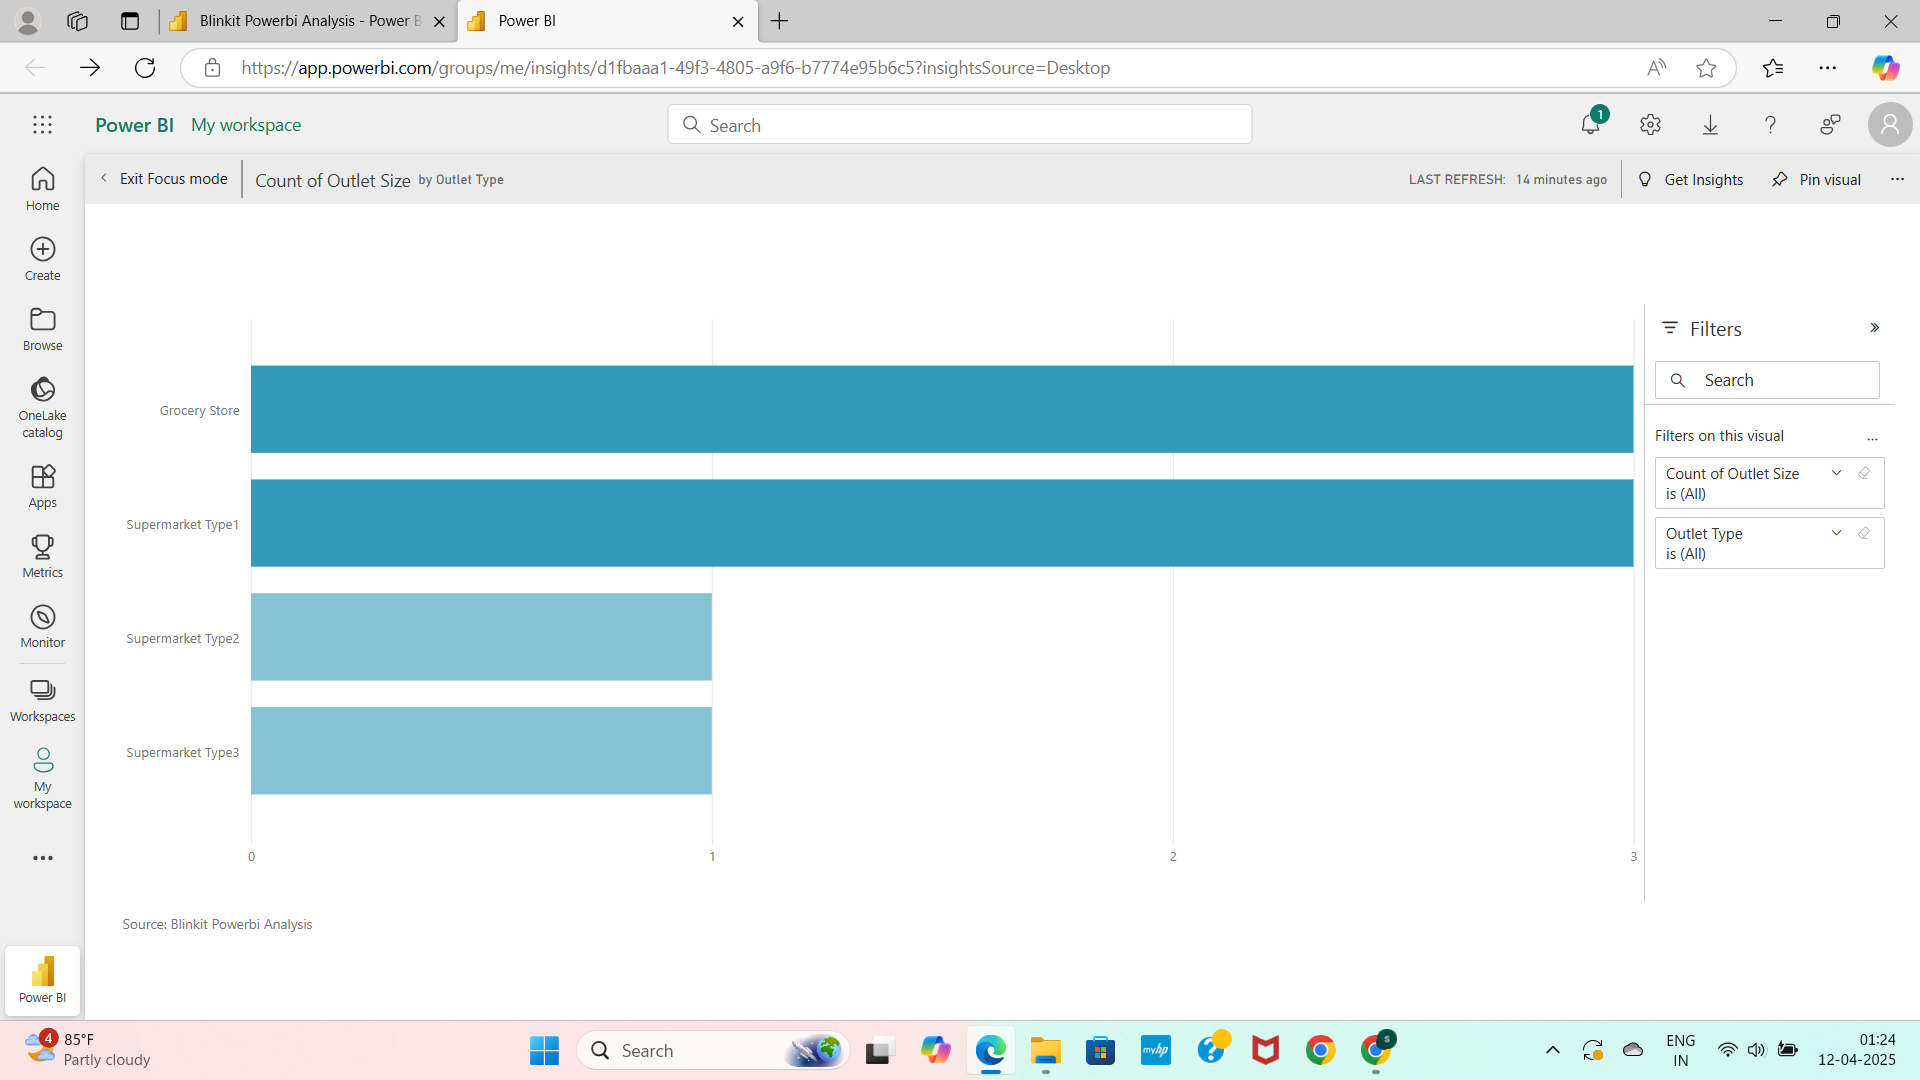 Blinkit Powerbi Analysis - Power B
Power BI
https://app.powerbi.com/groups/me/insights/d1fbaaa1-49f3-4805-a9f6-b7774e95b6c5?insightsSource=Desktop
Power BI My workspace
Search
1
Exit Focus mode
Count of Outlet Size by Outlet Type
LAST REFRESH: 14 minutes ago
Get Insights
Pin visual
Home
Create
Browse
OneLake
catalog
Apps
Metrics
Monitor
Workspaces
My
workspace
Power BI
Grocery Store
Supermarket Type1
Supermarket Type2
Supermarket Type3
0 1 2 3
Source: Blinkit Powerbi Analysis
Filters
Search
Filters on this visual
Count of Outlet Size
is (All)
Outlet Type
is (All)
4
85°F
Partly cloudy
Search
myhp
S
ENG
IN
01:24
12-04-2025